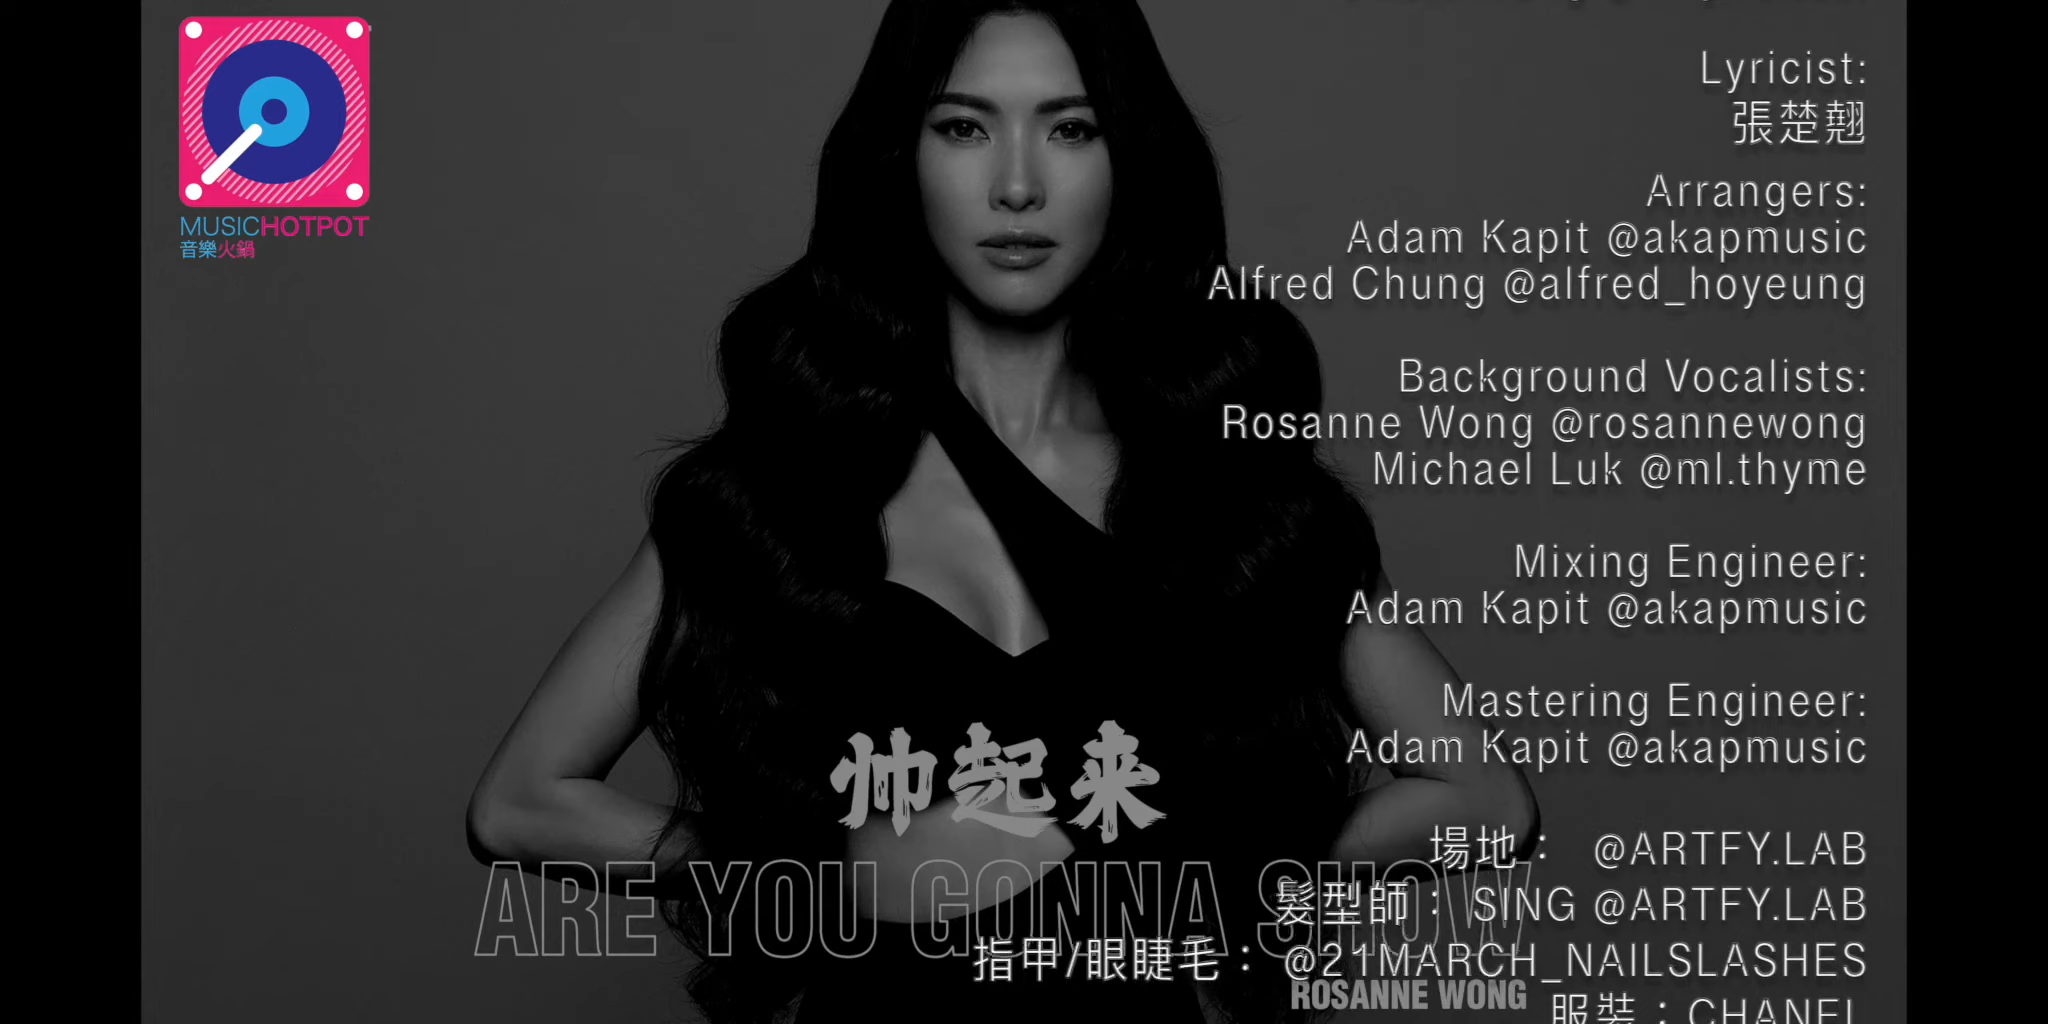 MUSICHOTPOT
音樂火鍋
Lyricist:
張楚翹
Arrangers:
Adam Kapit @akapmusic
Alfred Chung @alfred_hoyeung
Background Vocalists:
Rosanne Wong @rosannewong
Michael Luk @ml.thyme
Mixing Engineer:
Adam Kapit @akapmusic
Mastering Engineer:
Adam Kapit @akapmusic
帅起来
ARE YOU GONNA SHOW
ROSANNE WONG
場地： @ARTFY.LAB
髮型師： SING @ARTFY.LAB
指甲/眼睫毛： @21MARCH_NAILSLASHES
服裝：CHANEL